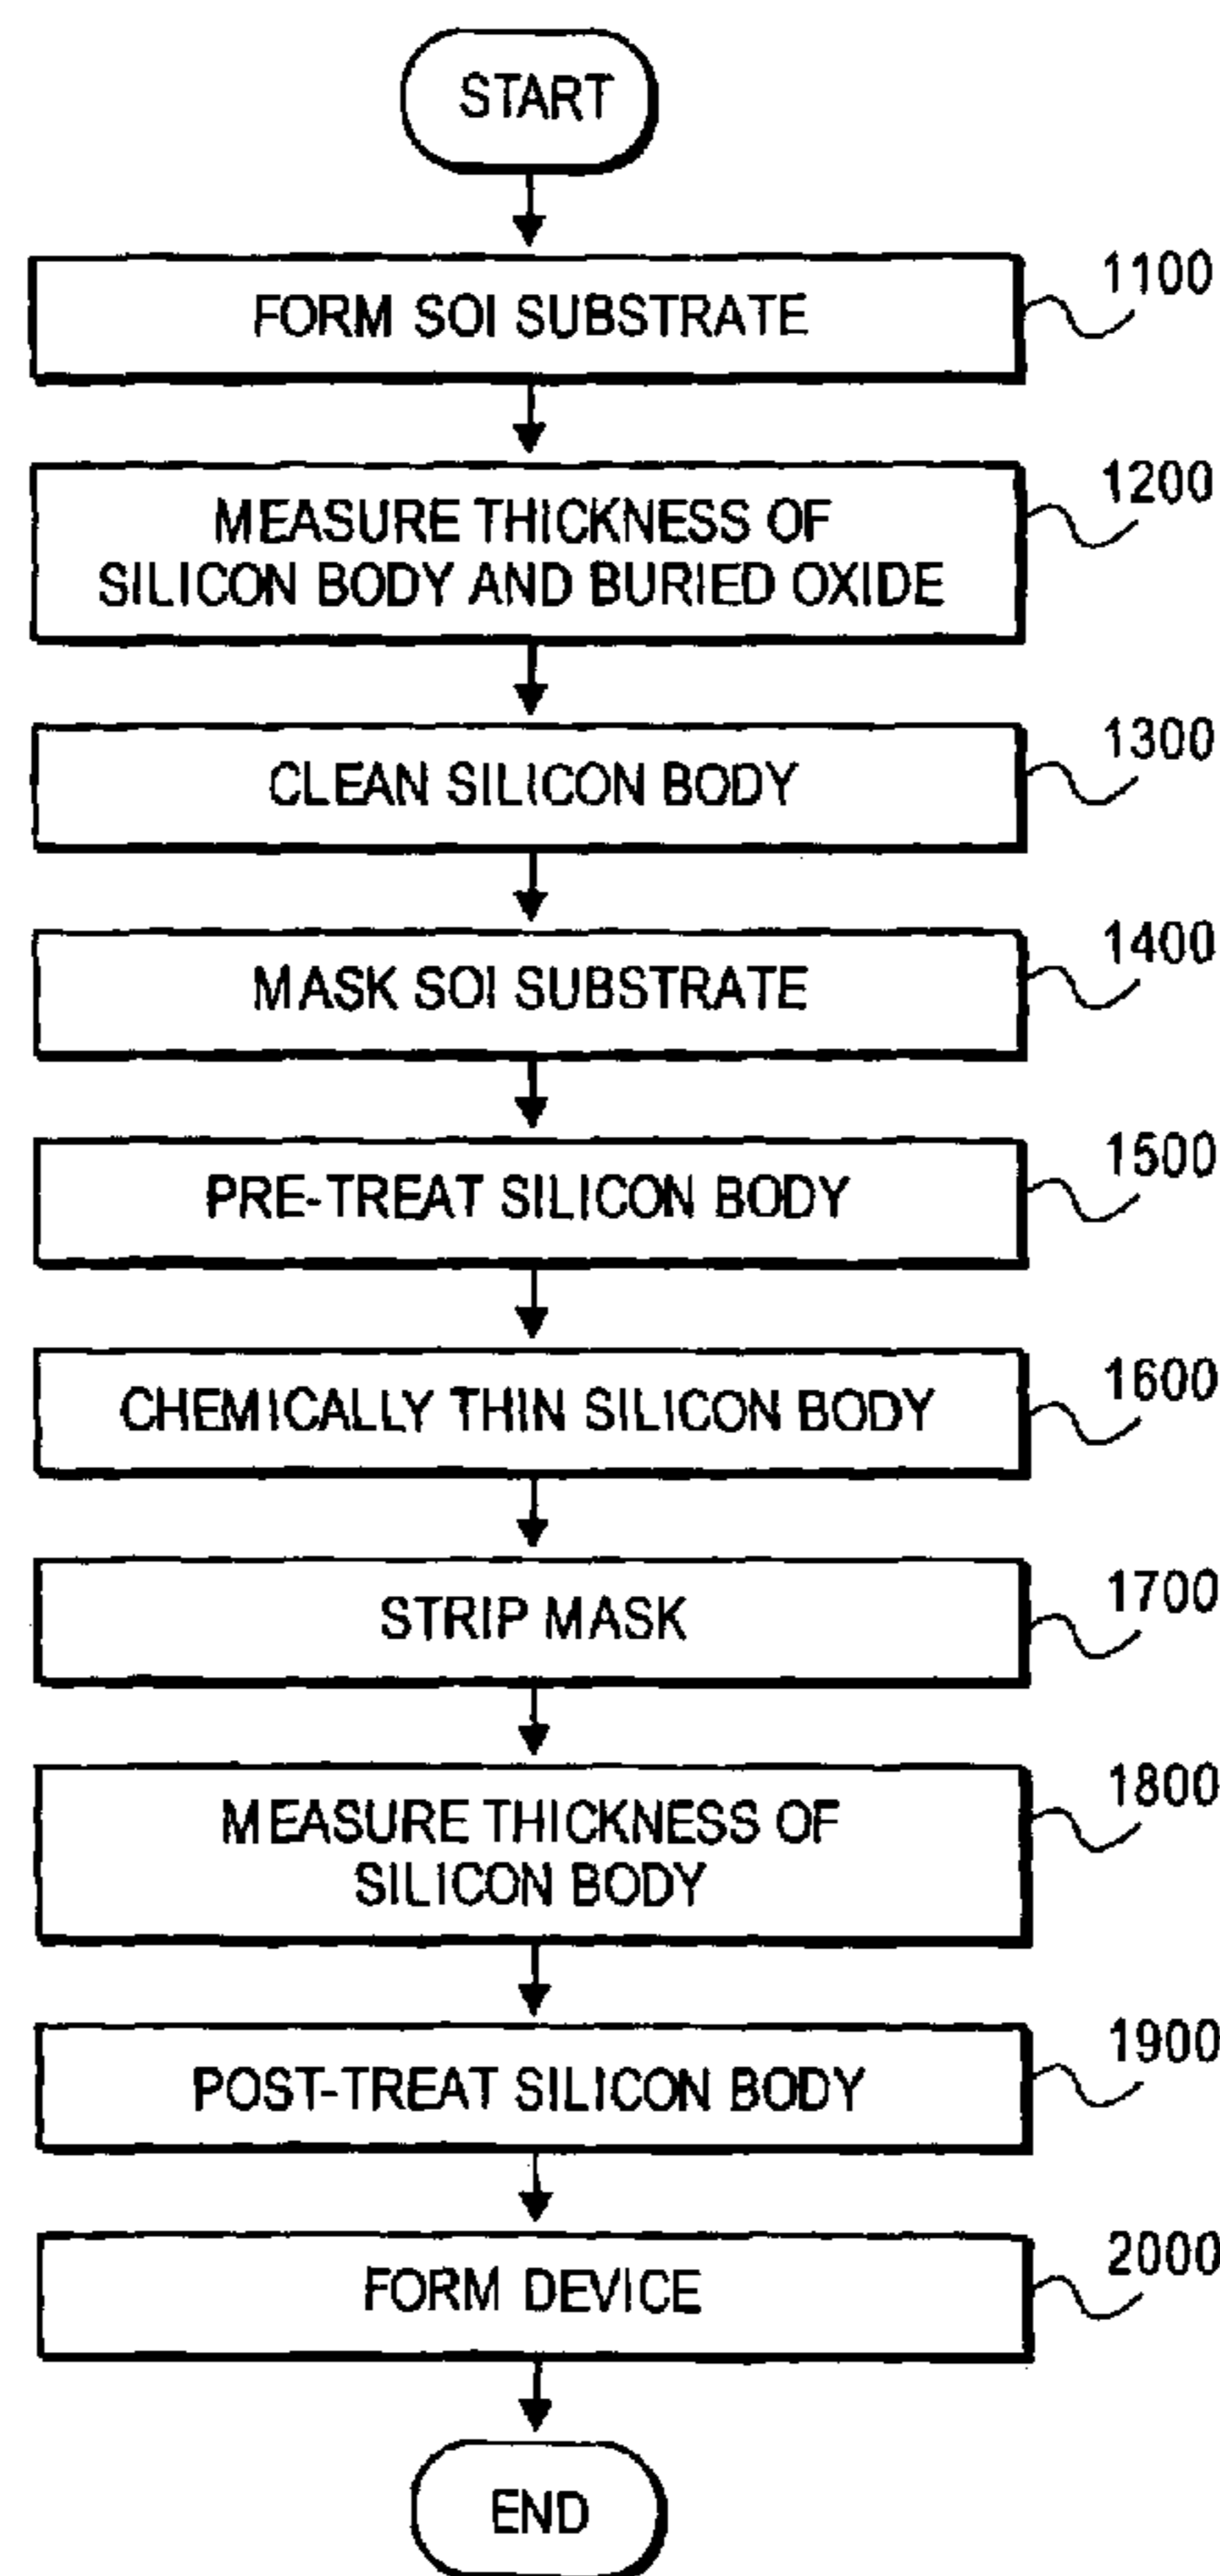 START
FORM SOI SUBSTRATE
1100
MEASURE THICKNESS OF
SILICON BODY AND BURIED OXIDE
1200
CLEAN SILICON BODY
1300
MASK SOI SUBSTRATE
1400
PRE-TREAT SILICON BODY
1500
CHEMICALLY THIN SILICON BODY
1600
STRIP MASK
1700
MEASURE THICKNESS OF
SILICON BODY
1800
POST-TREAT SILICON BODY
1900
FORM DEVICE
2000
END